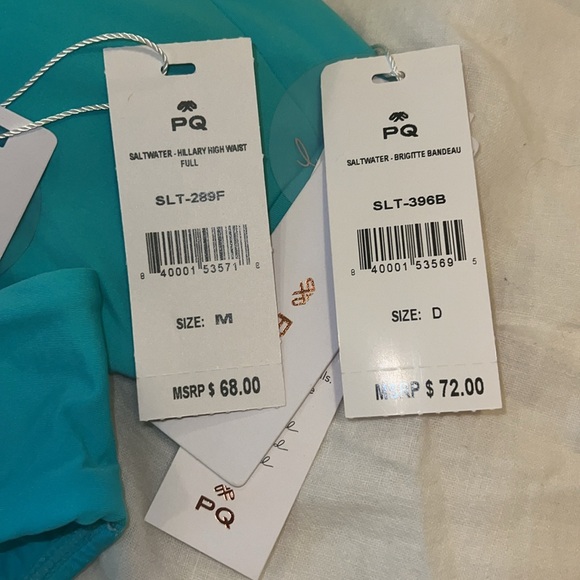 PQ
SALTWATER - HILLARY HIGH WAIST
FULL
SLT-289F
8 40001 53571 8
SIZE: M
MSRP $ 68.00
PQ
SALTWATER - BRIGITTE BANDEAU
SLT-396B
8 40001 53569 5
SIZE: D
MSRP $ 72.00
ls.
PQ